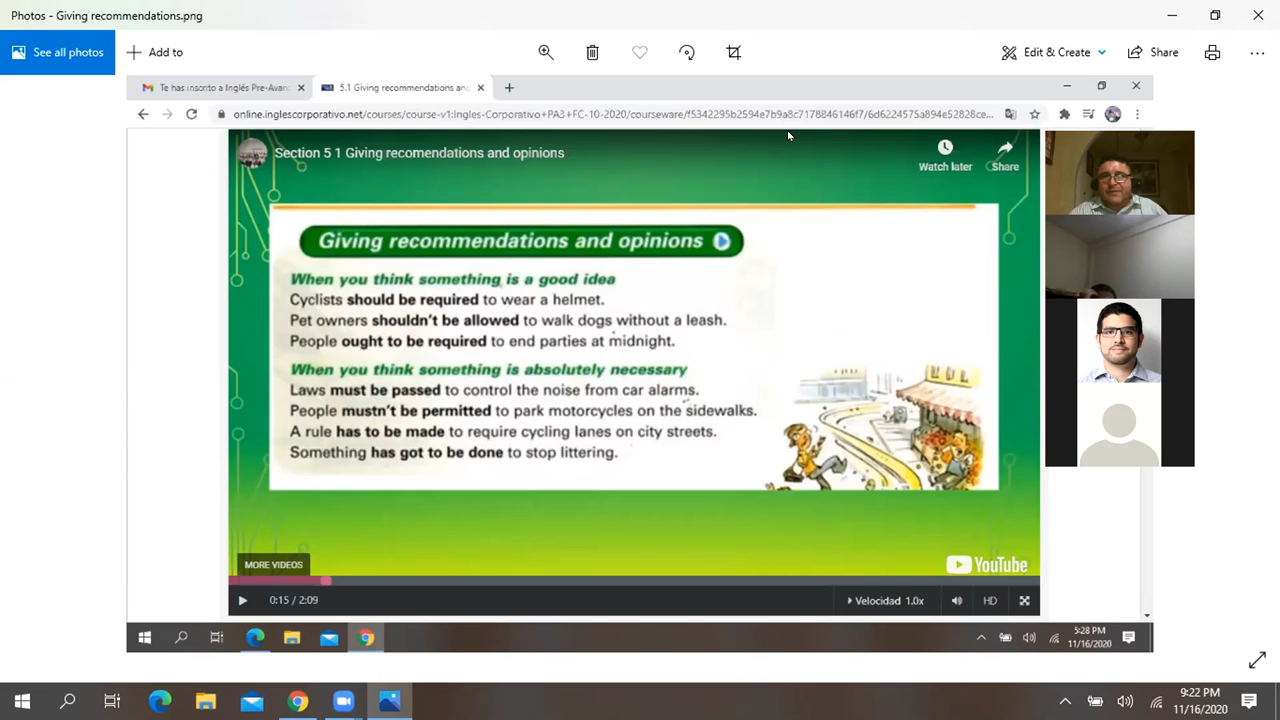 Photos - Giving recommendations.png
See all photos
Add to
Edit & Create
Share
Te has inscrito a Inglés Pre-Avan
5.1 Giving recommendations and
online.inglescorporativo.net/courses/course-v1:Ingles-Corporativo+PA3+FC-10-2020/courseware/f5342295b2594e7b9a8c7178846146f7/6d6224575a894e52828ce...
Section 5 1 Giving recomendations and opinions
Watch later
Share
Giving recommendations and opinions
When you think something is a good idea
Cyclists should be required to wear a helmet.
Pet owners shouldn't be allowed to walk dogs without a leash.
People ought to be required to end parties at midnight.
When you think something is absolutely necessary
Laws must be passed to control the noise from car alarms.
People mustn't be permitted to park motorcycles on the sidewalks.
A rule has to be made to require cycling lanes on city streets.
Something has got to be done to stop littering.
MORE VIDEOS
YouTube
0:15 / 2:09
Velocidad 1.0x
HD
5:28 PM
11/16/2020
9:22 PM
11/16/2020